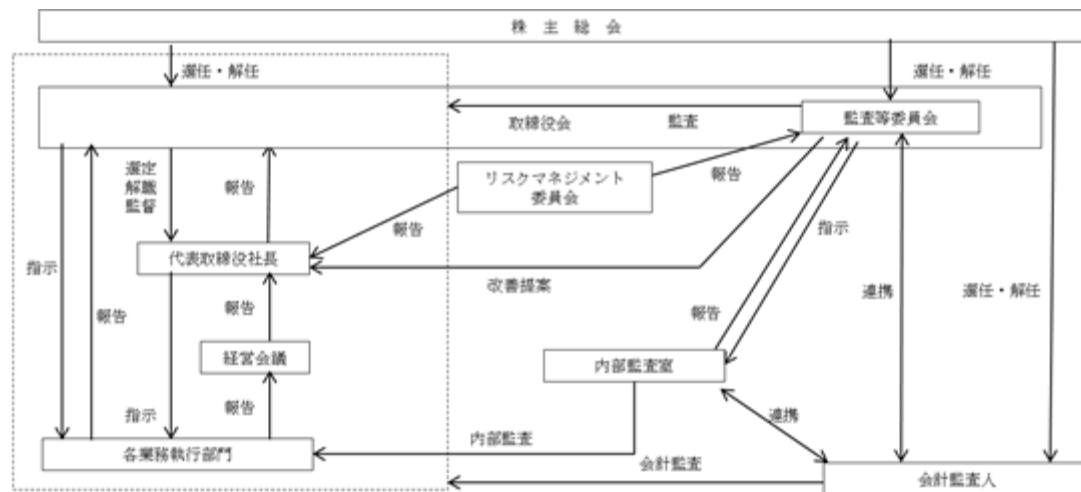 株 主 総 会
選任・解任
選任・解任
取締役会
監査
監査等委員会
選定
解職
監督
報告
リスクマネジメント
委員会
報告
報告
指示
代表取締役社長
指示
改善提案
連携
選任・解任
報告
報告
報告
経営会議
内部監査室
指示
報告
連携
内部監査
各業務執行部門
会計監査
会計監査人